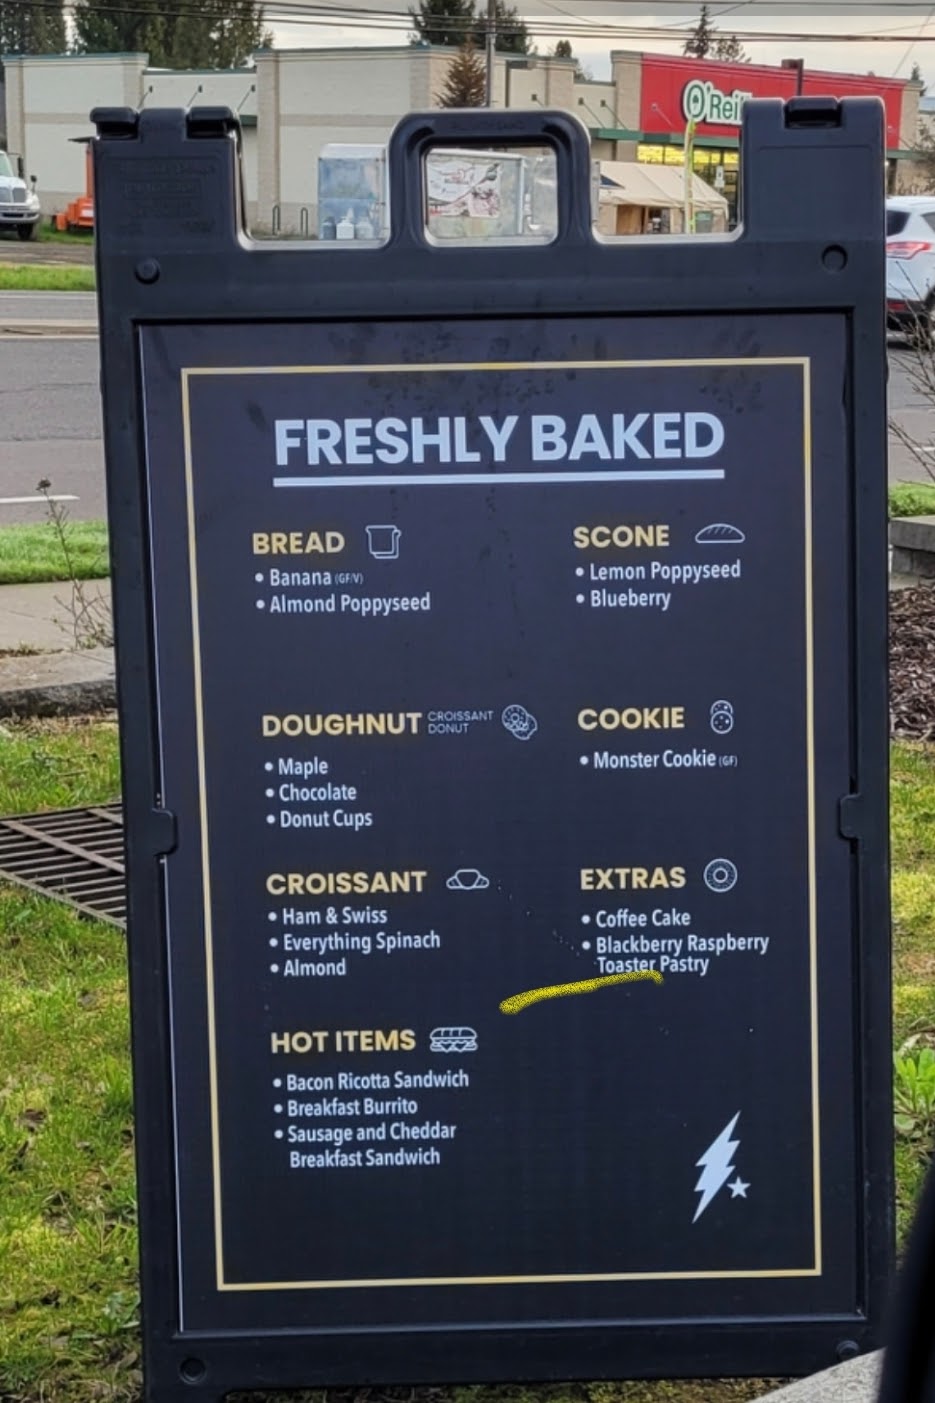 O'Reil
FRESHLY BAKED
BREAD
• Banana (GF/V)
• Almond Poppyseed
SCONE
• Lemon Poppyseed
• Blueberry
DOUGHNUT CROISSANT
DONUT
• Maple
• Chocolate
• Donut Cups
COOKIE
• Monster Cookie (GF)
CROISSANT
• Ham & Swiss
• Everything Spinach
• Almond
EXTRAS
• Coffee Cake
• Blackberry Raspberry
Toaster Pastry
HOT ITEMS
• Bacon Ricotta Sandwich
• Breakfast Burrito
• Sausage and Cheddar
Breakfast Sandwich